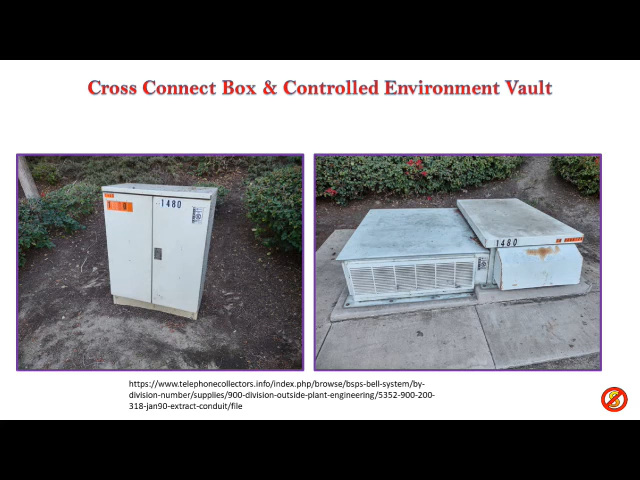 Cross Connect Box & Controlled Environment Vault
1480
1480
https://www.telephonecollectors.info/index.php/browse/bsps-bell-system/by-
division-number/supplies/900-division-outside-plant-engineering/5352-900-200-
318-jan90-extract-conduit/file